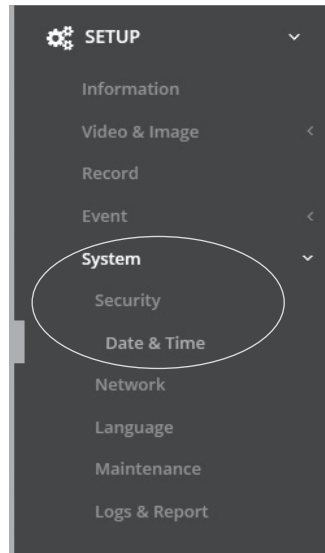 SETUP
Information
Video & Image
Record
Event
System
Security
Date & Time
Network
Language
Maintenance
Logs & Report